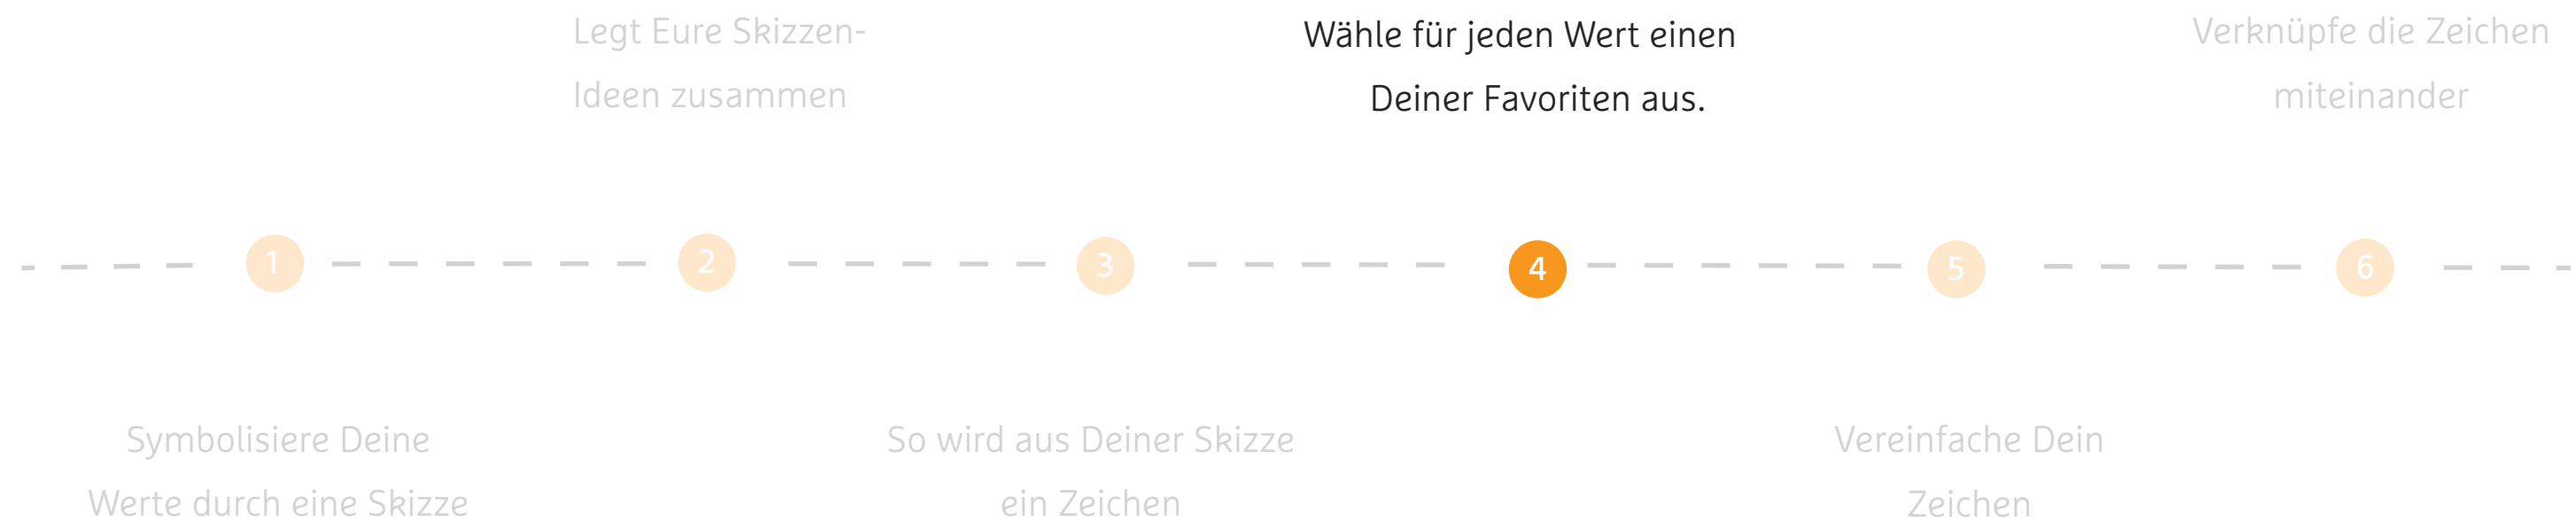 Legt Eure Skizzen-
Ideen zusammen
Wähle für jeden Wert einen
Deiner Favoriten aus.
Verknüpfe die Zeichen
miteinander
1
2
3
4
5
6
Symbolisiere Deine
Werte durch eine Skizze
So wird aus Deiner Skizze
ein Zeichen
Vereinfache Dein
Zeichen